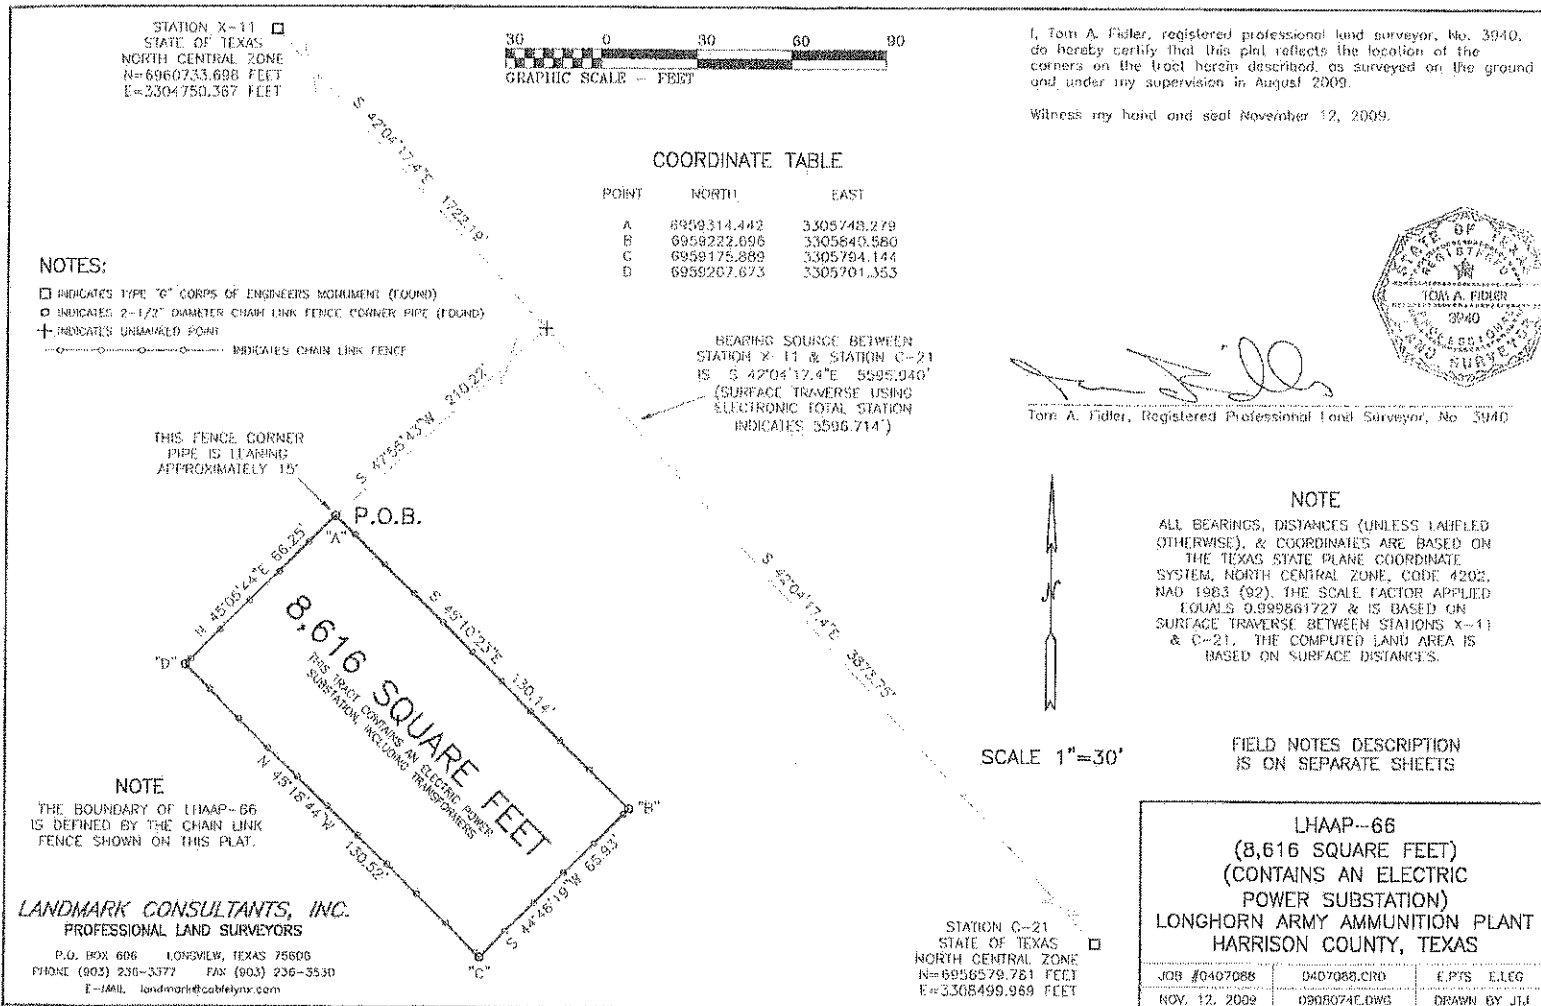 STATION X-11
STATE OF TEXAS
NORTH CENTRAL ZONE
N=6960733.698 FEET
E=3304750.367 FEET
30 0 30 60 90
GRAPHIC SCALE - FEET
I, Tom A. Fidler, registered professional land surveyor, No. 3940,
do hereby certify that this plat reflects the location of the
corners on the tract herein described, as surveyed on the ground
and under my supervision in August 2009.
Witness my hand and seal November 12, 2009.
S 42°04'17.4"E 1722.19'
COORDINATE TABLE
POINT NORTH EAST
A 6959314.442 3305748.279
B 6959222.696 3305840.580
C 6959175.889 3305794.144
D 6959267.673 3305701.353
STATE OF TEXAS
REGISTERED
TOM A. FIDLER
3940
PROFESSIONAL
LAND SURVEYOR
NOTES:
INDICATES TYPE "G" CORPS OF ENGINEERS MONUMENT (FOUND)
INDICATES 2-1/2" DIAMETER CHAIN LINK FENCE CORNER PIPE (FOUND)
INDICATES UNMARKED POINT
INDICATES CHAIN LINK FENCE
BEARING SOURCE BETWEEN
STATION X-11 & STATION C-21
IS S 42°04'17.4"E 5595.940'
(SURFACE TRAVERSE USING
ELECTRONIC TOTAL STATION
INDICATES 5596.714')
Tom A. Fidler, Registered Professional Land Surveyor, No 3940
S 47°56'43"W 210.22'
THIS FENCE CORNER
PIPE IS LEANING
APPROXIMATELY 15°
P.O.B.
"A"
N 45°05'44"E 66.25'
"D"
S 45°10'23"E 130.14'
8,616 SQUARE FEET
THIS TRACT CONTAINS AN ELECTRIC POWER
SUBSTATION, INCLUDING TRANSFORMERS
N 45°18'44"W 130.52'
"B"
S 44°46'19"W 65.93'
"C"
S 42°04'17.4"E 3873.75'
N
SCALE 1"=30'
NOTE
ALL BEARINGS, DISTANCES (UNLESS LABELED
OTHERWISE), & COORDINATES ARE BASED ON
THE TEXAS STATE PLANE COORDINATE
SYSTEM, NORTH CENTRAL ZONE, CODE 4202,
NAD 1983 (92). THE SCALE FACTOR APPLIED
EQUALS 0.999861727 & IS BASED ON
SURFACE TRAVERSE BETWEEN STATIONS X-11
& C-21. THE COMPUTED LAND AREA IS
BASED ON SURFACE DISTANCES.
FIELD NOTES DESCRIPTION
IS ON SEPARATE SHEETS
NOTE
THE BOUNDARY OF LHAAP-66
IS DEFINED BY THE CHAIN LINK
FENCE SHOWN ON THIS PLAT.
LANDMARK CONSULTANTS, INC.
PROFESSIONAL LAND SURVEYORS
P.O. BOX 606 LONGVIEW, TEXAS 75606
PHONE (903) 236-3377 FAX (903) 236-3530
E-MAIL landmark@cablelynx.com
STATION C-21
STATE OF TEXAS
NORTH CENTRAL ZONE
N=6956579.761 FEET
E=3308499.969 FEET
LHAAP-66
(8,616 SQUARE FEET)
(CONTAINS AN ELECTRIC
POWER SUBSTATION)
LONGHORN ARMY AMMUNITION PLANT
HARRISON COUNTY, TEXAS
JOB #0407088 0407088.CRD E.PTS E.LEG
NOV. 12, 2009 0908074E.DWG DRAWN BY JLJ